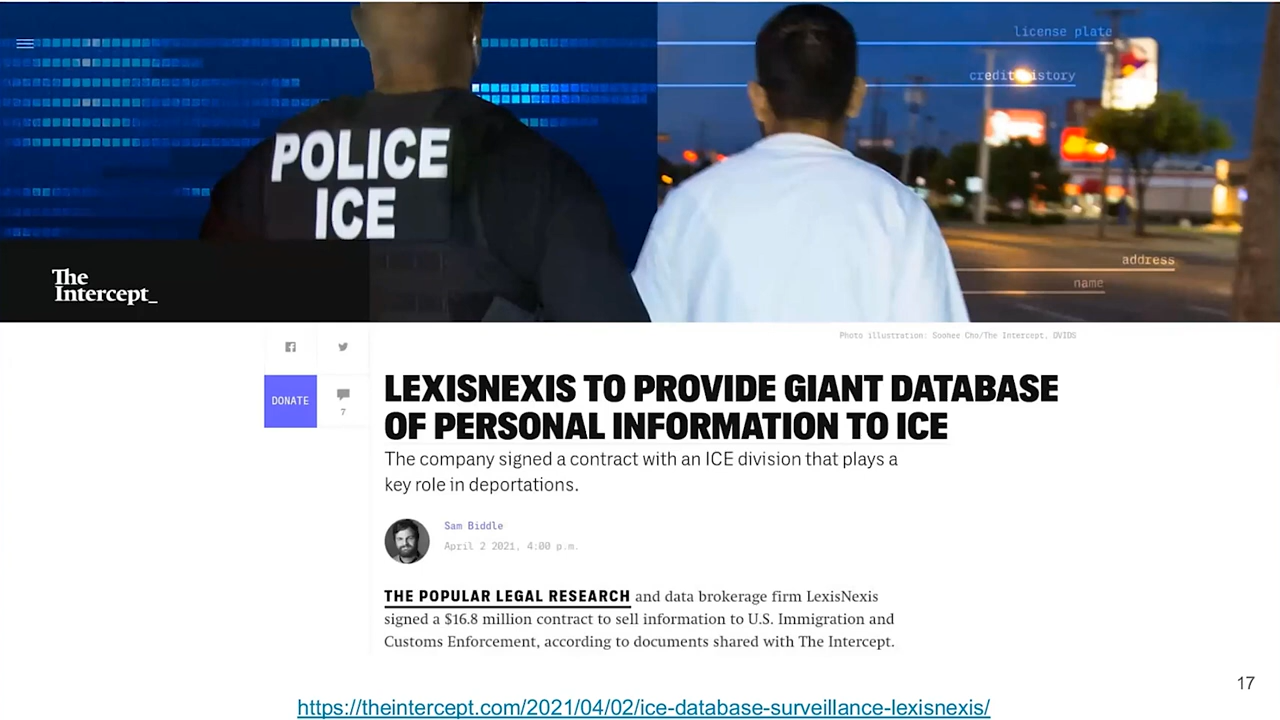 license plate
credit history
POLICE
ICE
address
name
The
Intercept_
Photo illustration: Soohee Cho/The Intercept, DVIDS
DONATE
7
LEXISNEXIS TO PROVIDE GIANT DATABASE
OF PERSONAL INFORMATION TO ICE
The company signed a contract with an ICE division that plays a
key role in deportations.
Sam Biddle
April 2 2021, 4:00 p.m.
THE POPULAR LEGAL RESEARCH and data brokerage firm LexisNexis
signed a $16.8 million contract to sell information to U.S. Immigration and
Customs Enforcement, according to documents shared with The Intercept.
17
https://theintercept.com/2021/04/02/ice-database-surveillance-lexisnexis/